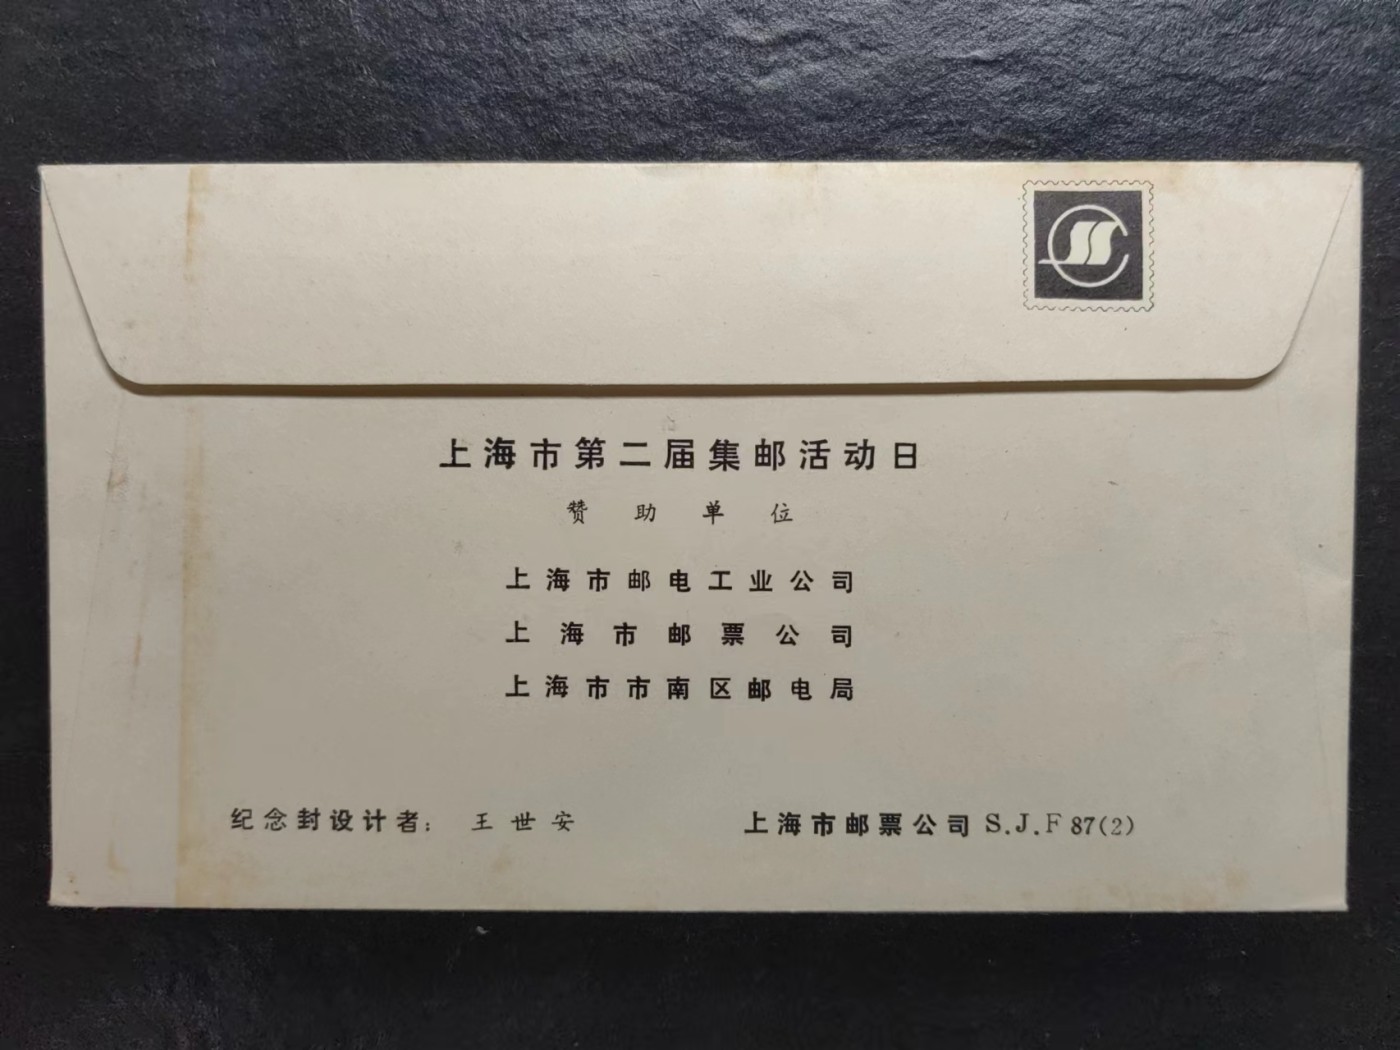 上海市第二届集邮活动日
赞助单位
上海市邮电工业公司
上海市邮票公司
上海市市南区邮电局
纪念封设计者：王世安
上海市邮票公司 S.J.F 87(2)